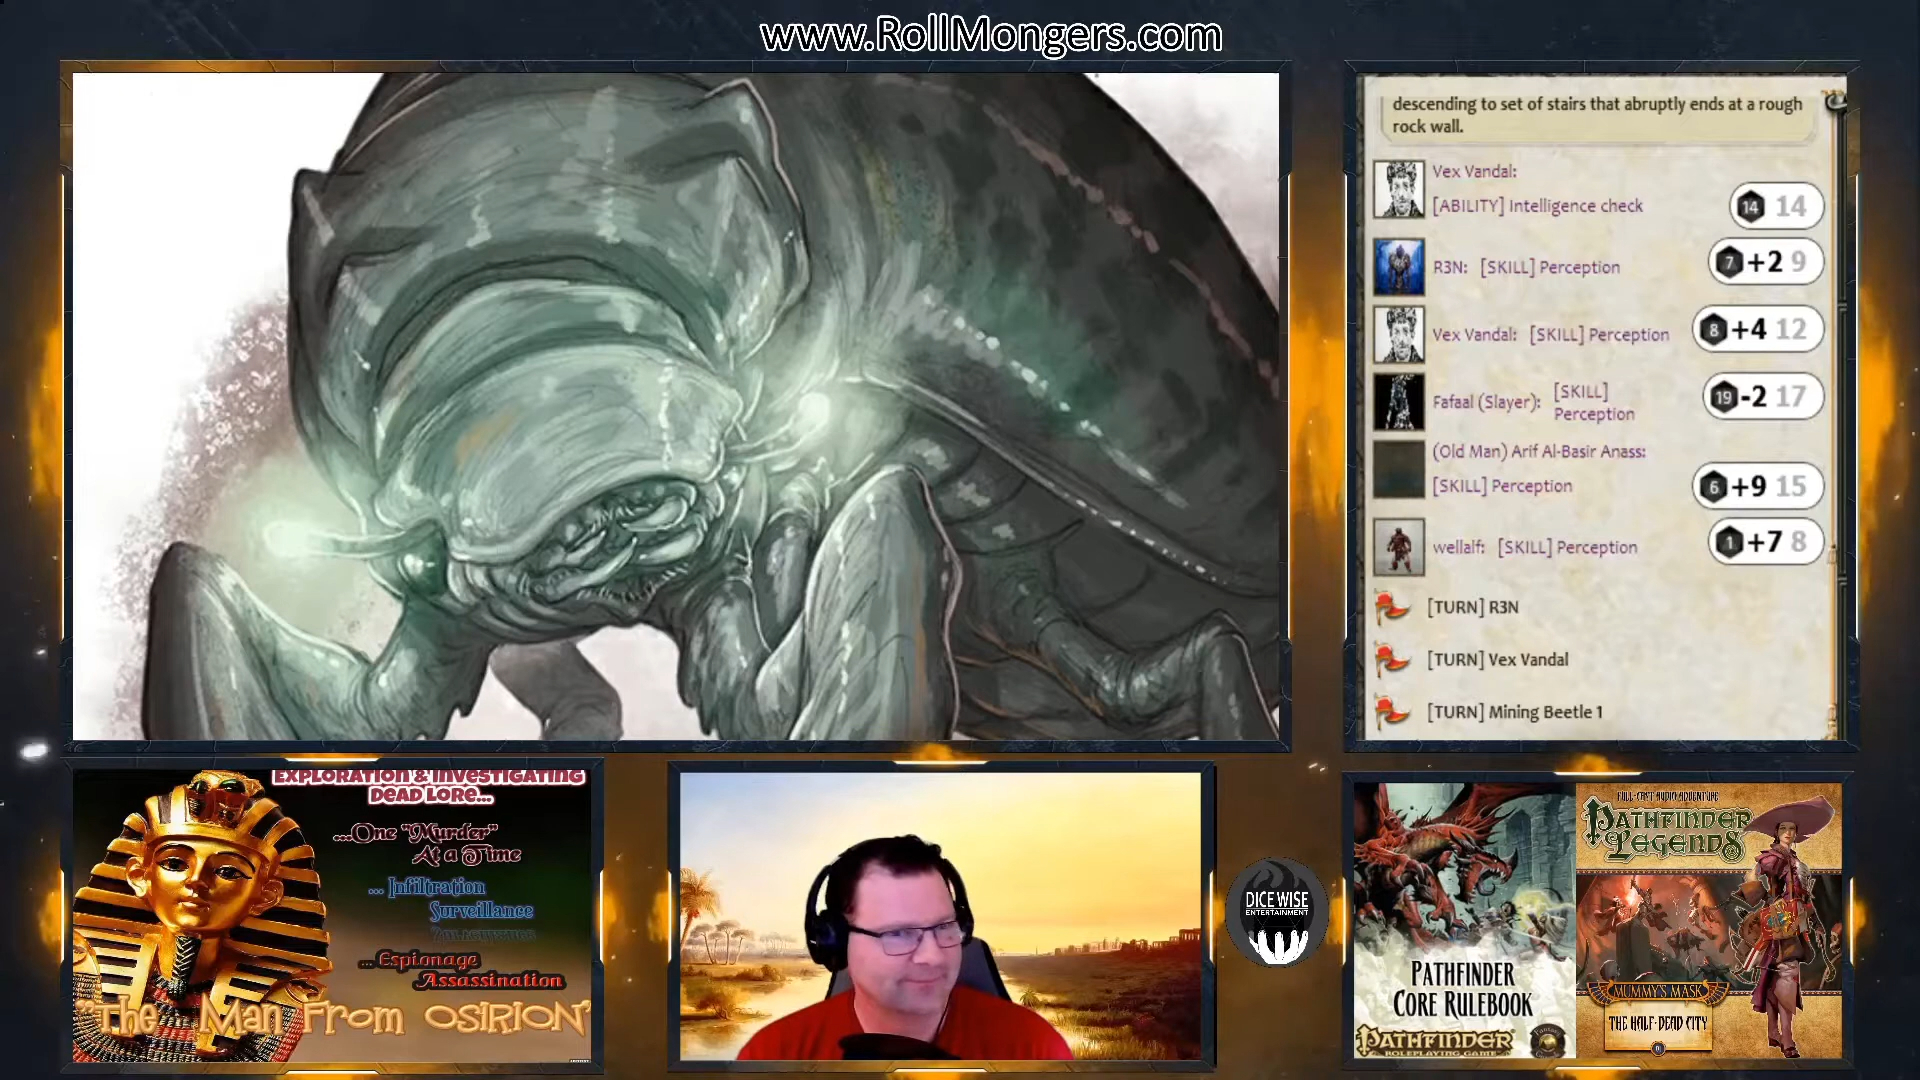 www.RollMongers.com
descending to set of stairs that abruptly ends at a rough
rock wall.
Vex Vandal:
[ABILITY] Intelligence check
14 14
R3N: [SKILL] Perception
7 +2 9
Vex Vandal: [SKILL] Perception
8 +4 12
Fafaal (Slayer): [SKILL]
Perception
19 -2 17
(Old Man) Arif Al-Basir Anass:
[SKILL] Perception
6 +9 15
wellalf: [SKILL] Perception
1 +7 8
[TURN] R3N
[TURN] Vex Vandal
[TURN] Mining Beetle 1
EXPLORATION & INVESTIGATING
DEAD LORE...
...One "Murder"
At a Time
... Infiltration
Surveillance
... Espionage
Assassination
"The Man From OSIRION"
DICE WISE
ENTERTAINMENT
PATHFINDER
CORE RULEBOOK
PATHFINDER
ROLEPLAYING GAME
FULL-CAST AUDIO ADVENTURE
PATHFINDER
LEGENDS
MUMMY'S MASK
THE HALF-DEAD CITY